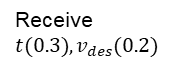 Receive
t(0.3), v_des(0.2)